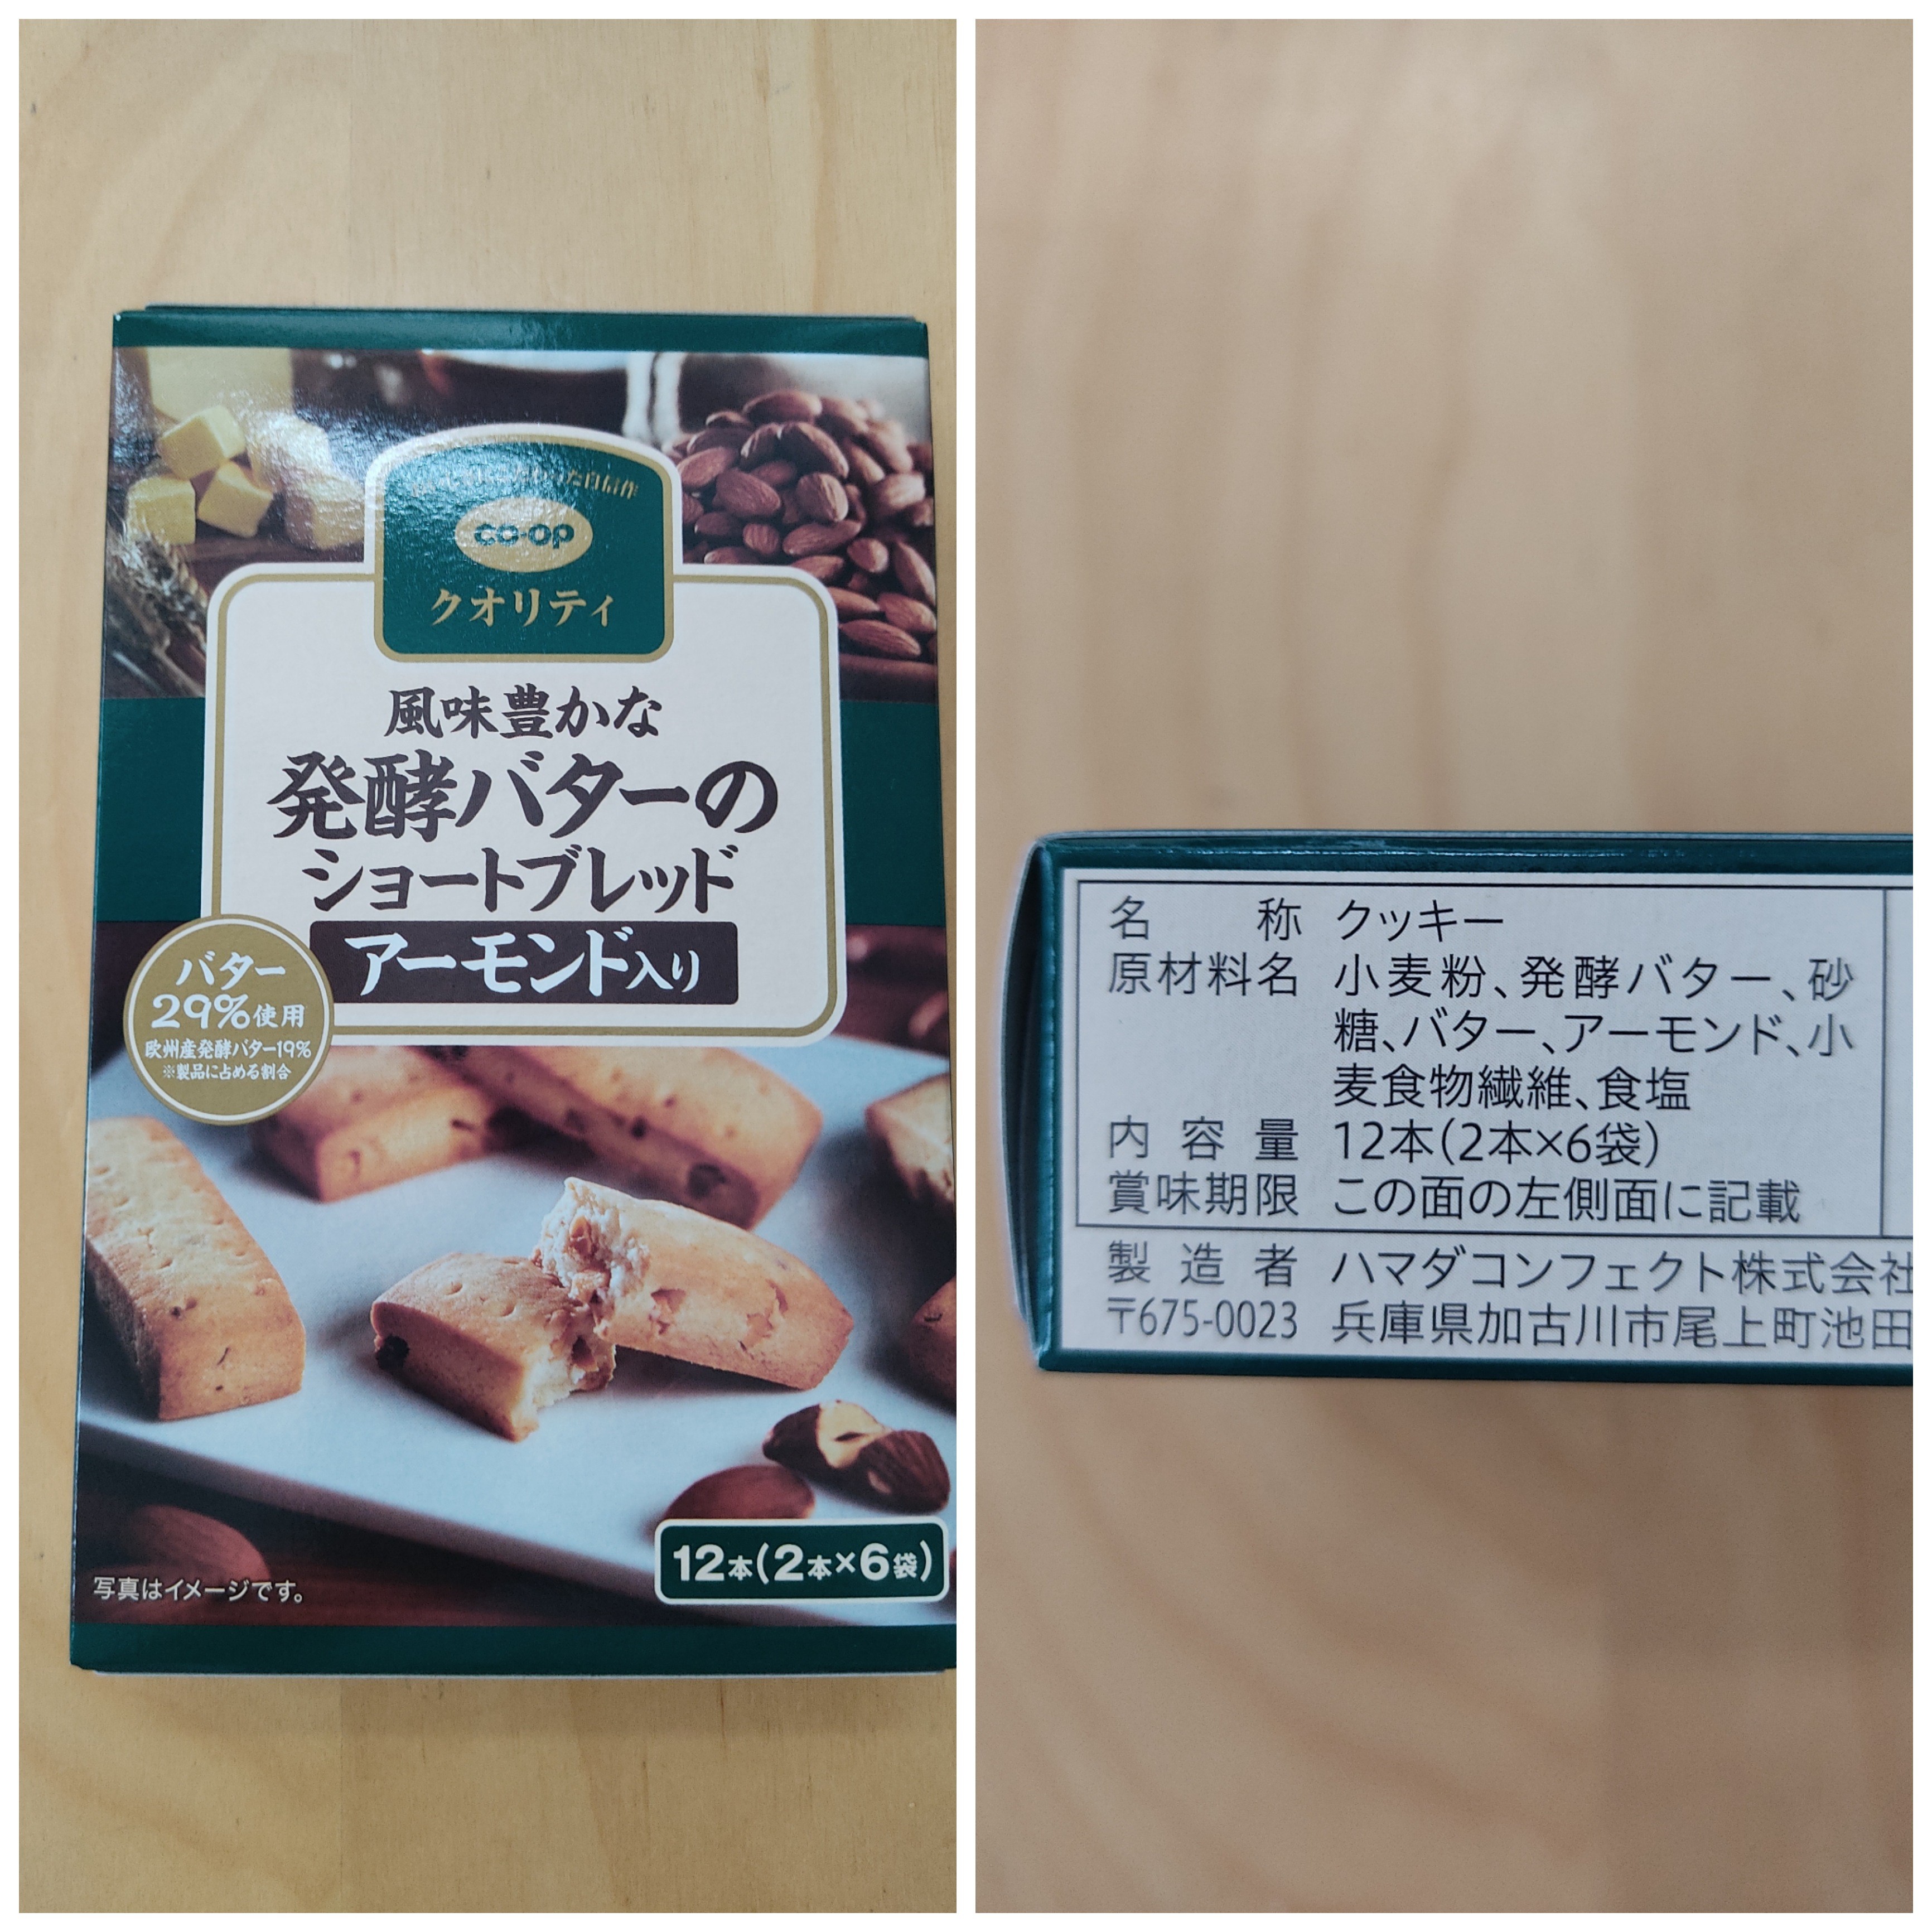 た自信作
CO·OP
クオリティ
風味豊かな
発酵バターの
ショートブレッド
アーモンド入り
バター
29%使用
欧州産発酵バター19%
※製品に占める割合
12本(2本×6袋)
写真はイメージです。
名称 クッキー
原材料名 小麦粉、発酵バター、砂
糖、バター、アーモンド、小
麦食物繊維、食塩
内容量 12本(2本×6袋)
賞味期限 この面の左側面に記載
製造者 ハマダコンフェクト株式会社
〒675-0023 兵庫県加古川市尾上町池田